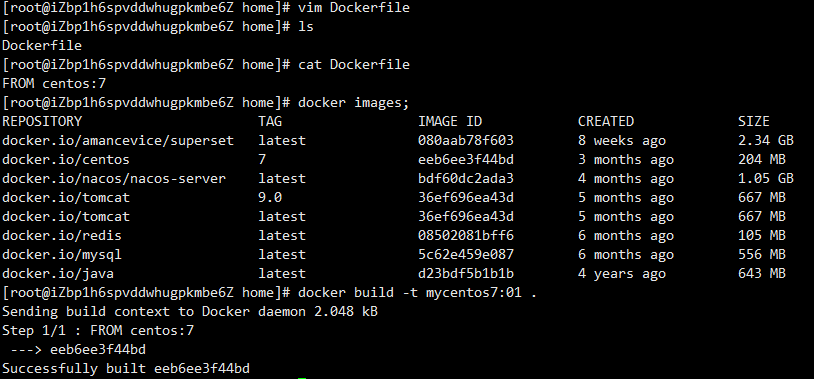 [root@iZbp1h6spvddwhugpkmbe6Z home]# vim Dockerfile
[root@iZbp1h6spvddwhugpkmbe6Z home]# ls
Dockerfile
[root@iZbp1h6spvddwhugpkmbe6Z home]# cat Dockerfile
FROM centos:7
[root@iZbp1h6spvddwhugpkmbe6Z home]# docker images;
REPOSITORY TAG IMAGE ID CREATED SIZE
docker.io/amancevice/superset latest 080aab78f603 8 weeks ago 2.34 GB
docker.io/centos 7 eeb6ee3f44bd 3 months ago 204 MB
docker.io/nacos/nacos-server latest bdf60dc2ada3 4 months ago 1.05 GB
docker.io/tomcat 9.0 36ef696ea43d 5 months ago 667 MB
docker.io/tomcat latest 36ef696ea43d 5 months ago 667 MB
docker.io/redis latest 08502081bff6 6 months ago 105 MB
docker.io/mysql latest 5c62e459e087 6 months ago 556 MB
docker.io/java latest d23bdf5b1b1b 4 years ago 643 MB
[root@iZbp1h6spvddwhugpkmbe6Z home]# docker build -t mycentos7:01 .
Sending build context to Docker daemon 2.048 kB
Step 1/1 : FROM centos:7
 ---> eeb6ee3f44bd
Successfully built eeb6ee3f44bd